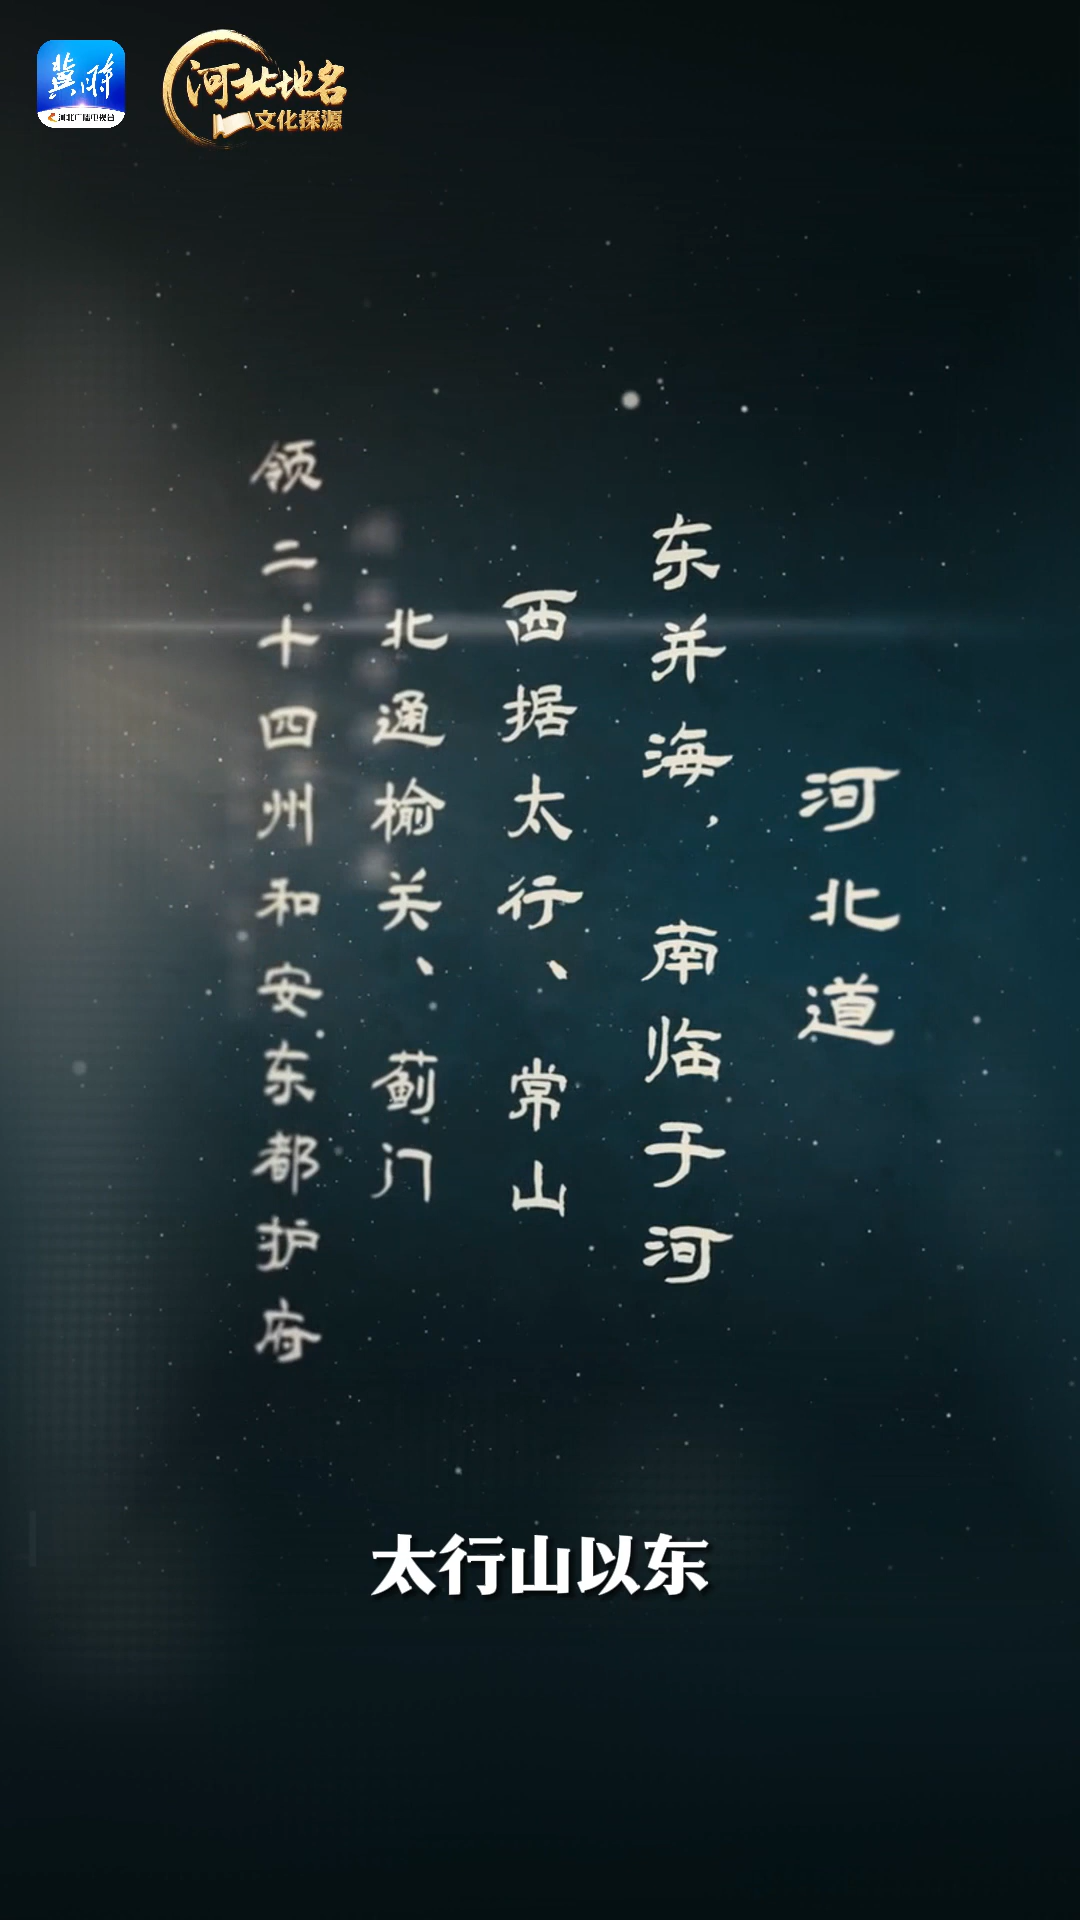 冀时
河北广播电视台
河北地名
文化探源
河北道
东并海，南临于河
西据太行、常山
北通榆关、蓟门
领二十四州和安东都护府
太行山以东